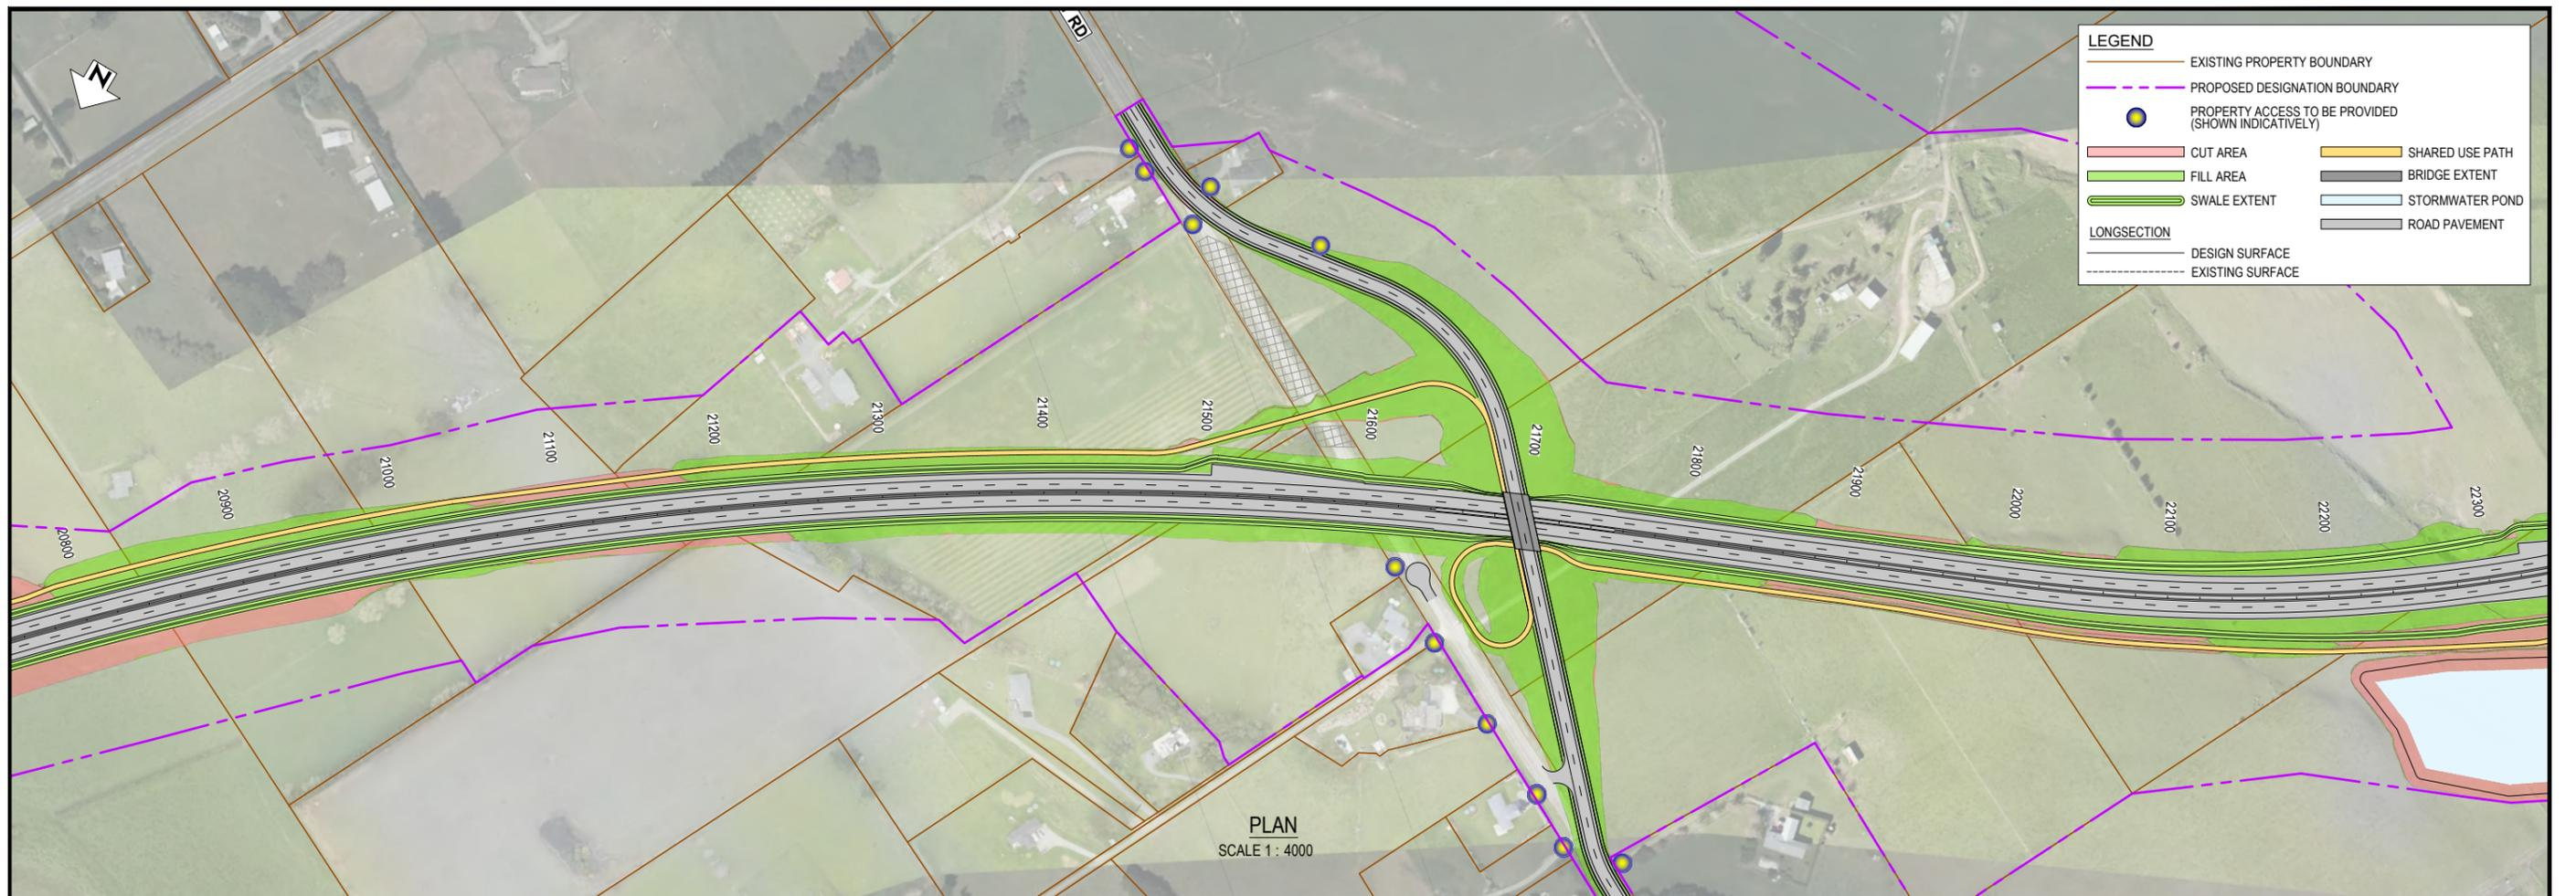 RD
N
LEGEND
EXISTING PROPERTY BOUNDARY
PROPOSED DESIGNATION BOUNDARY
PROPERTY ACCESS TO BE PROVIDED
(SHOWN INDICATIVELY)
CUT AREA
SHARED USE PATH
FILL AREA
BRIDGE EXTENT
SWALE EXTENT
STORMWATER POND
LONGSECTION
ROAD PAVEMENT
DESIGN SURFACE
EXISTING SURFACE
20800
20900
21000
21100
21200
21300
21400
21500
21600
21700
21800
21900
22000
22100
22200
22300
PLAN
SCALE 1 : 4000